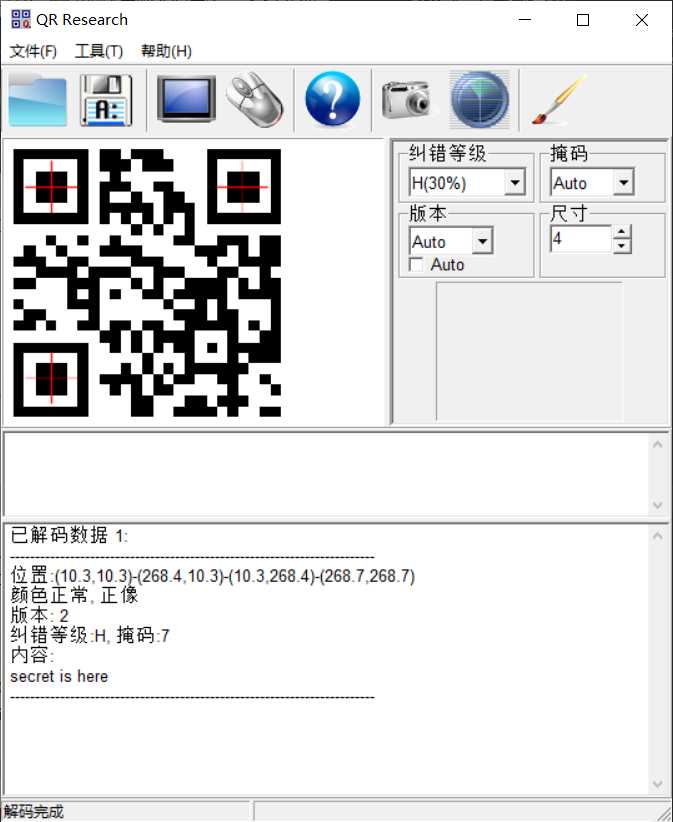 QR Research
文件(F) 工具(T) 帮助(H)
A:
纠错等级 掩码
H(30%) Auto
版本 尺寸
Auto 4
Auto
已解码数据 1:
---------------------------------------------------------------------------
位置:(10.3,10.3)-(268.4,10.3)-(10.3,268.4)-(268.7,268.7)
颜色正常, 正像
版本: 2
纠错等级:H, 掩码:7
内容:
secret is here
---------------------------------------------------------------------------
解码完成